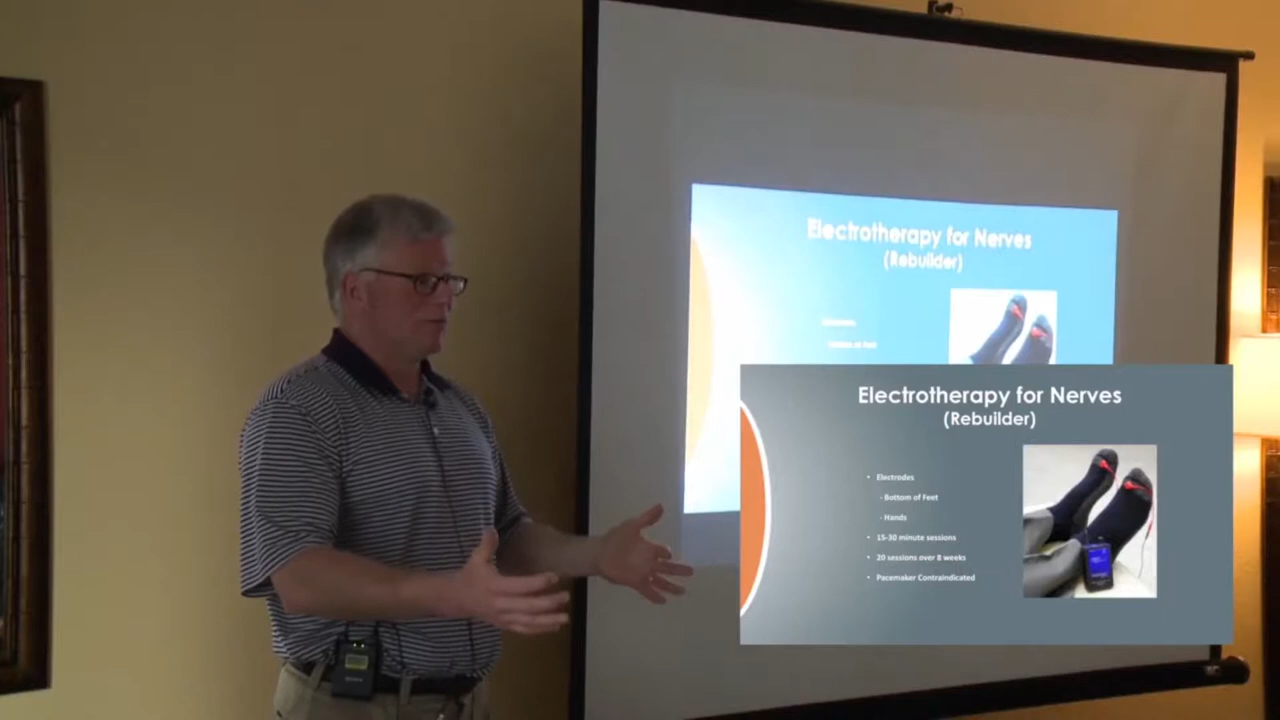 Electrotherapy for Nerves
(Rebuilder)
Electrotherapy for Nerves
(Rebuilder)
• Electrodes
- Bottom of Feet
- Hands
• 15-30 minute sessions
• 20 sessions over 8 weeks
• Pacemaker Contraindicated